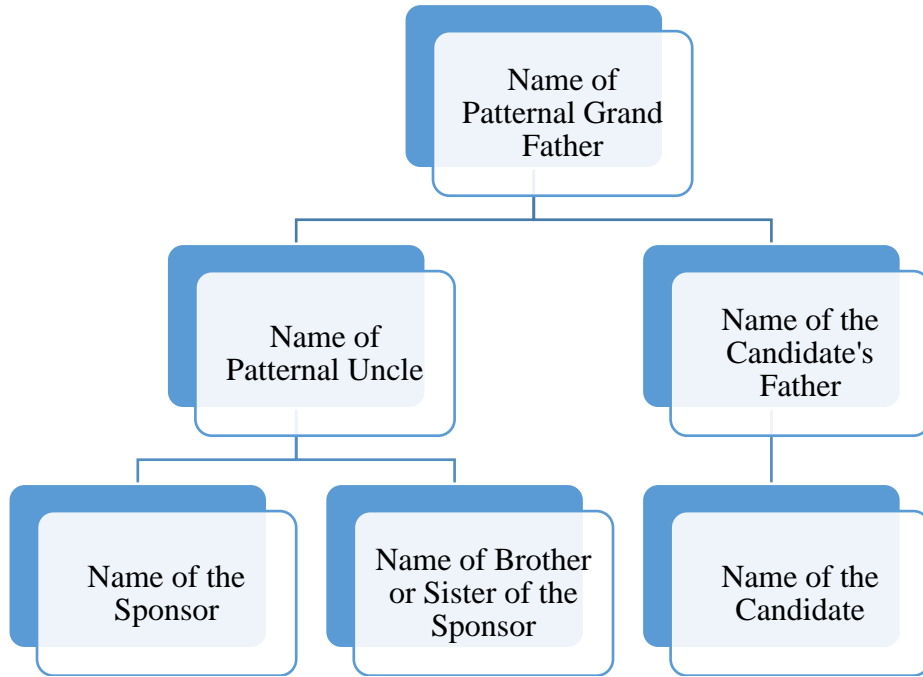 Name of
Patternal Grand
Father
Name of
Patternal Uncle
Name of the
Candidate's
Father
Name of the
Sponsor
Name of Brother
or Sister of the
Sponsor
Name of the
Candidate